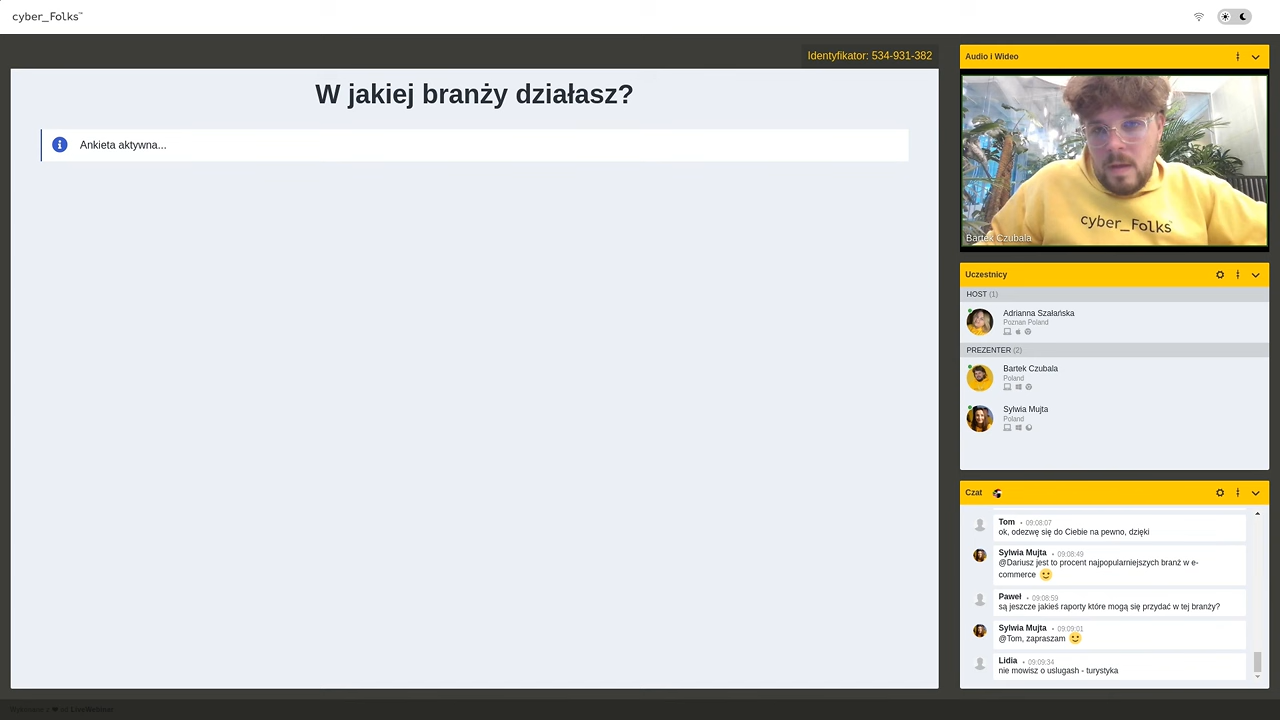 cyber_Folks™
Identyfikator: 534-931-382
W jakiej branży działasz?
Ankieta aktywna...
Audio i Wideo
cyber_Folks
Bartek Czubala
Uczestnicy
HOST (1)
Adrianna Szałańska
Poznan Poland
PREZENTER (2)
Bartek Czubala
Poland
Sylwia Mujta
Poland
Czat
Tom • 09:08:07
ok, odezwę się do Ciebie na pewno, dzięki
Sylwia Mujta • 09:08:49
@Dariusz jest to procent najpopularniejszych branż w e-
commerce
Paweł • 09:08:59
są jeszcze jakieś raporty które mogą się przydać w tej branży?
Sylwia Mujta • 09:09:01
@Tom, zapraszam
Lidia • 09:09:34
nie mowisz o uslugash - turystyka
LiveWebinar